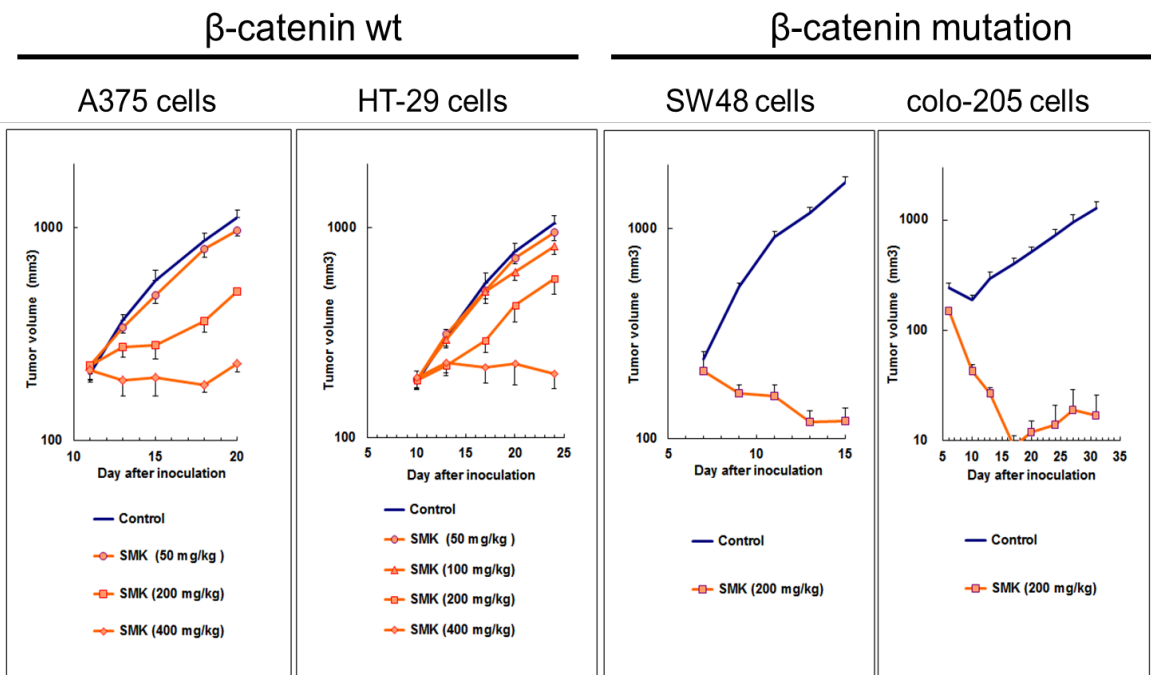 β-catenin wt
β-catenin mutation
A375 cells
HT-29 cells
SW48 cells
colo-205 cells
Tumor volume (mm3)
1000
100
10
12
14
16
18
20
Day after inoculation
Control
SMK (50 mg/kg )
SMK (200 mg/kg)
SMK (400 mg/kg)
Tumor volume (mm3)
1000
100
5
10
15
20
25
Day after inoculation
Control
SMK (50 mg/kg )
SMK (100 mg/kg)
SMK (200 mg/kg)
SMK (400 mg/kg)
Tumor volume (mm3)
1000
100
5
10
15
Day after inoculation
Control
SMK (200 mg/kg)
Tumor volume (mm3)
1000
100
10
5
10
15
20
25
30
35
Day after inoculation
Control
SMK (200 mg/kg)